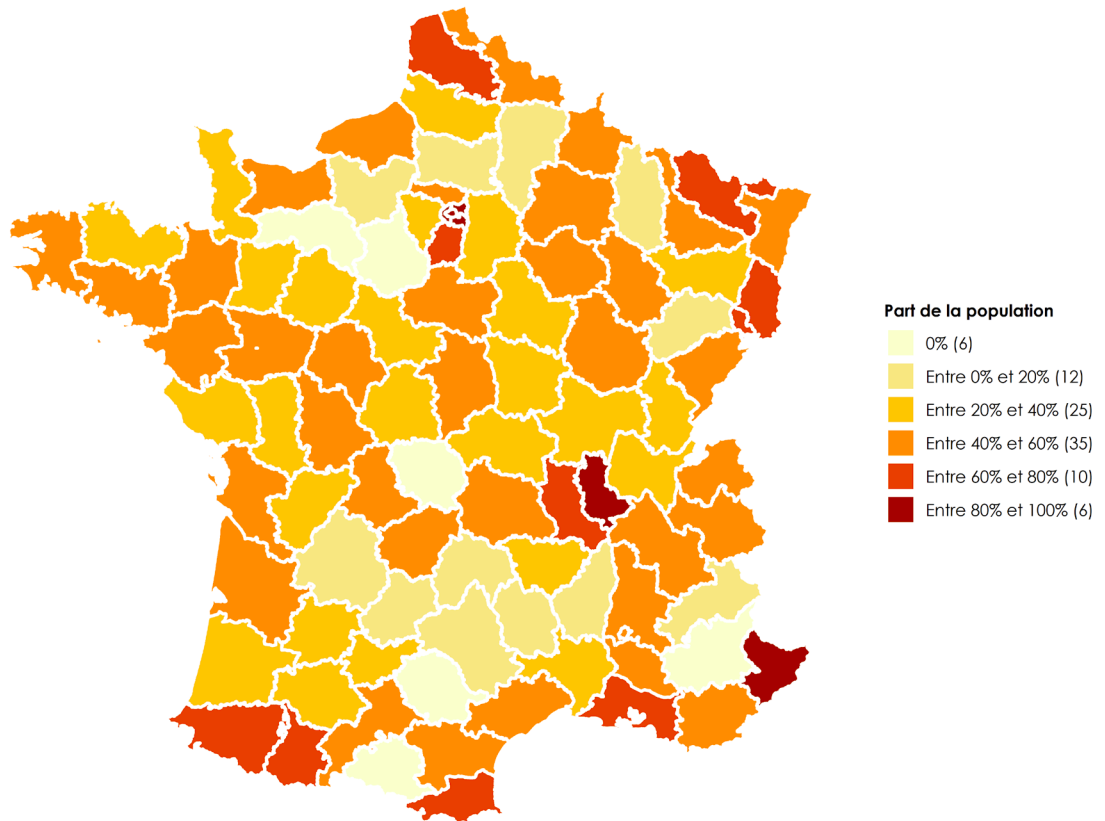 Part de la population
0% (6)
Entre 0% et 20% (12)
Entre 20% et 40% (25)
Entre 40% et 60% (35)
Entre 60% et 80% (10)
Entre 80% et 100% (6)